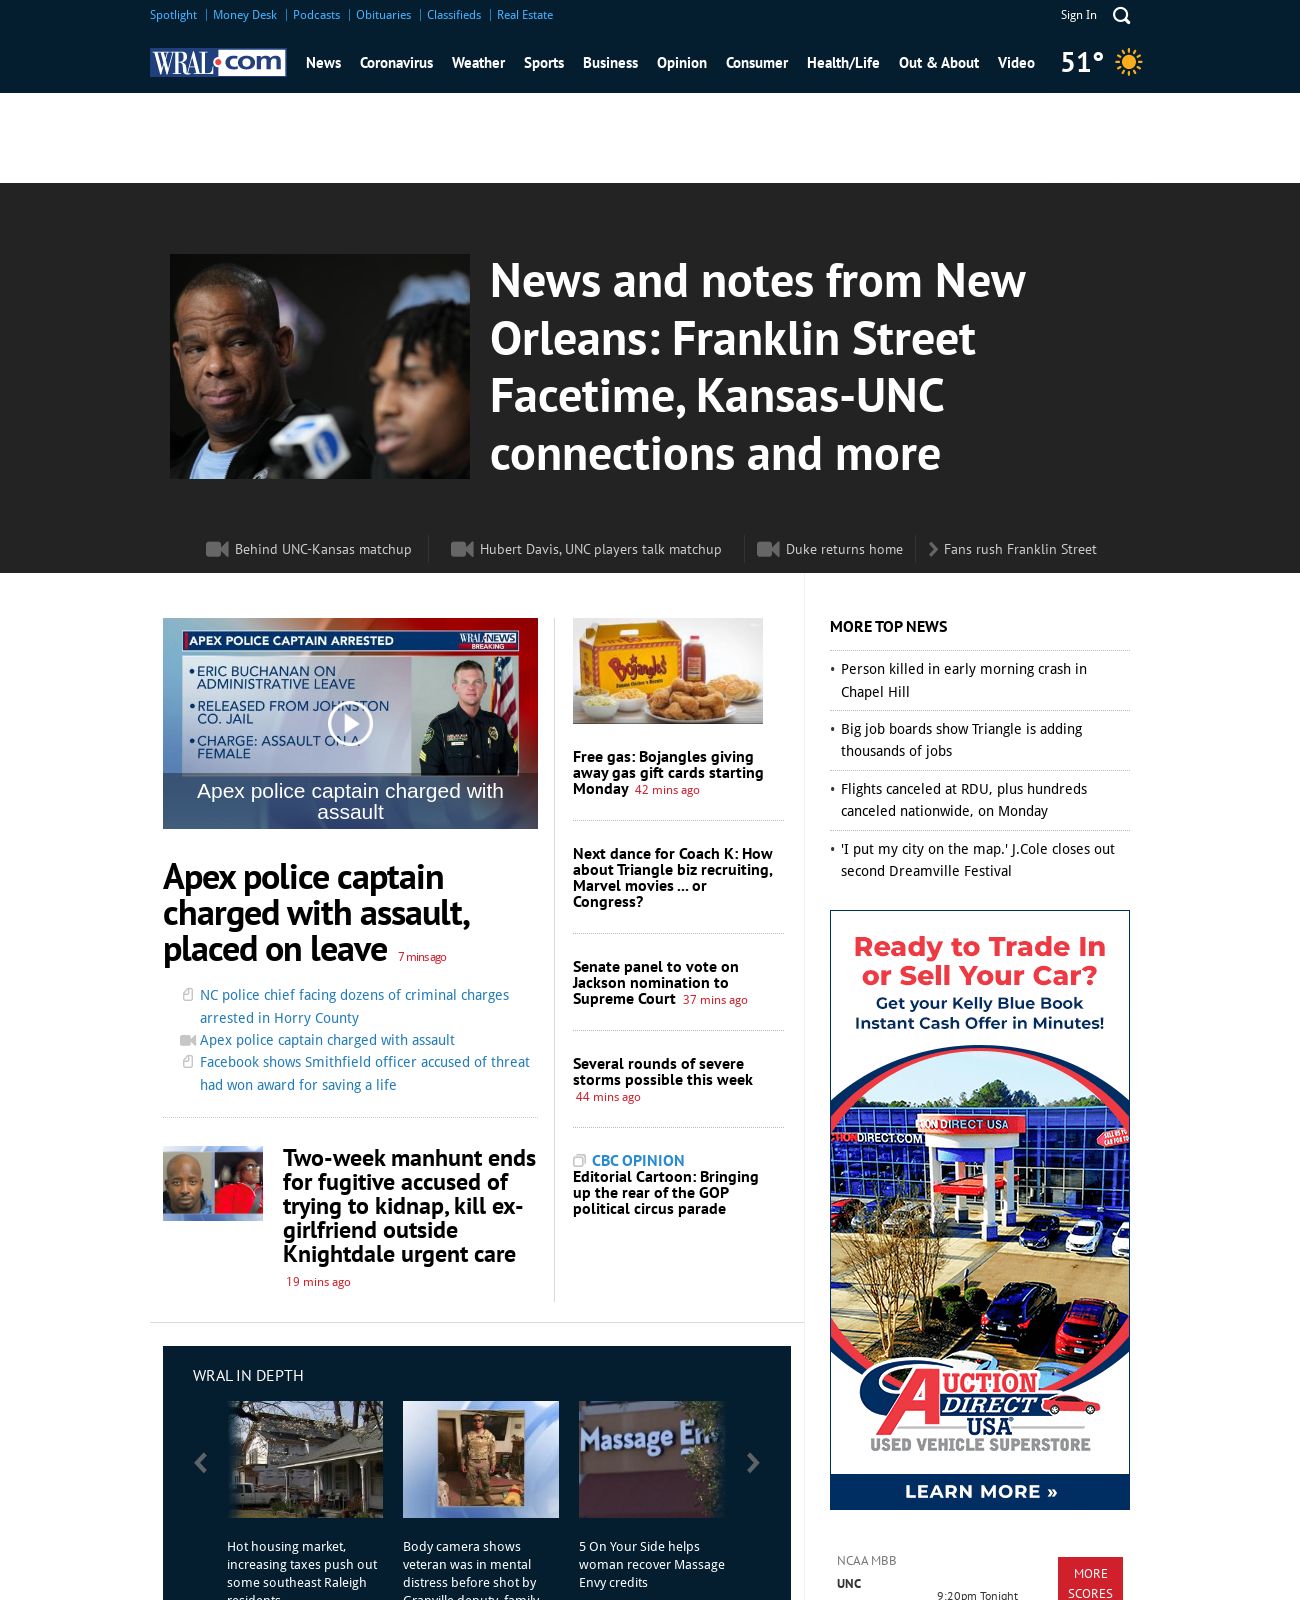 Spotlight
Money Desk
Podcasts
Obituaries
Classifieds
Real Estate
Sign In
WRAL.com
News
Coronavirus
Weather
Sports
Business
Opinion
Consumer
Health/Life
Out & About
Video
51°
News and notes from New
Orleans: Franklin Street
Facetime, Kansas-UNC
connections and more
Behind UNC-Kansas matchup
Hubert Davis, UNC players talk matchup
Duke returns home
Fans rush Franklin Street
APEX POLICE CAPTAIN ARRESTED
WRAL NEWS
BREAKING
•ERIC BUCHANAN ON
ADMINISTRATIVE LEAVE
•RELEASED FROM JOHNSTON
CO. JAIL
•CHARGE: ASSAULT ON A
FEMALE
Apex police captain charged with
assault
Apex police captain
charged with assault,
placed on leave 7 mins ago
NC police chief facing dozens of criminal charges
arrested in Horry County
Apex police captain charged with assault
Facebook shows Smithfield officer accused of threat
had won award for saving a life
Two-week manhunt ends
for fugitive accused of
trying to kidnap, kill ex-
girlfriend outside
Knightdale urgent care
19 mins ago
Bojangles
Free gas: Bojangles giving
away gas gift cards starting
Monday 42 mins ago
Next dance for Coach K: How
about Triangle biz recruiting,
Marvel movies ... or
Congress?
Senate panel to vote on
Jackson nomination to
Supreme Court 37 mins ago
Several rounds of severe
storms possible this week
44 mins ago
CBC OPINION
Editorial Cartoon: Bringing
up the rear of the GOP
political circus parade
MORE TOP NEWS
• Person killed in early morning crash in
Chapel Hill
• Big job boards show Triangle is adding
thousands of jobs
• Flights canceled at RDU, plus hundreds
canceled nationwide, on Monday
• 'I put my city on the map.' J.Cole closes out
second Dreamville Festival
Ready to Trade In
or Sell Your Car?
Get your Kelly Blue Book
Instant Cash Offer in Minutes!
ION DIRECT USA
TIONDIRECT.COM
AUCTION
DIRECT
USA
USED VEHICLE SUPERSTORE
LEARN MORE »
WRAL IN DEPTH
Massage En
Hot housing market,
increasing taxes push out
some southeast Raleigh
residents
Body camera shows
veteran was in mental
distress before shot by
Granville deputy, family
5 On Your Side helps
woman recover Massage
Envy credits
NCAA MBB
UNC
9:20pm Tonight
MORE
SCORES